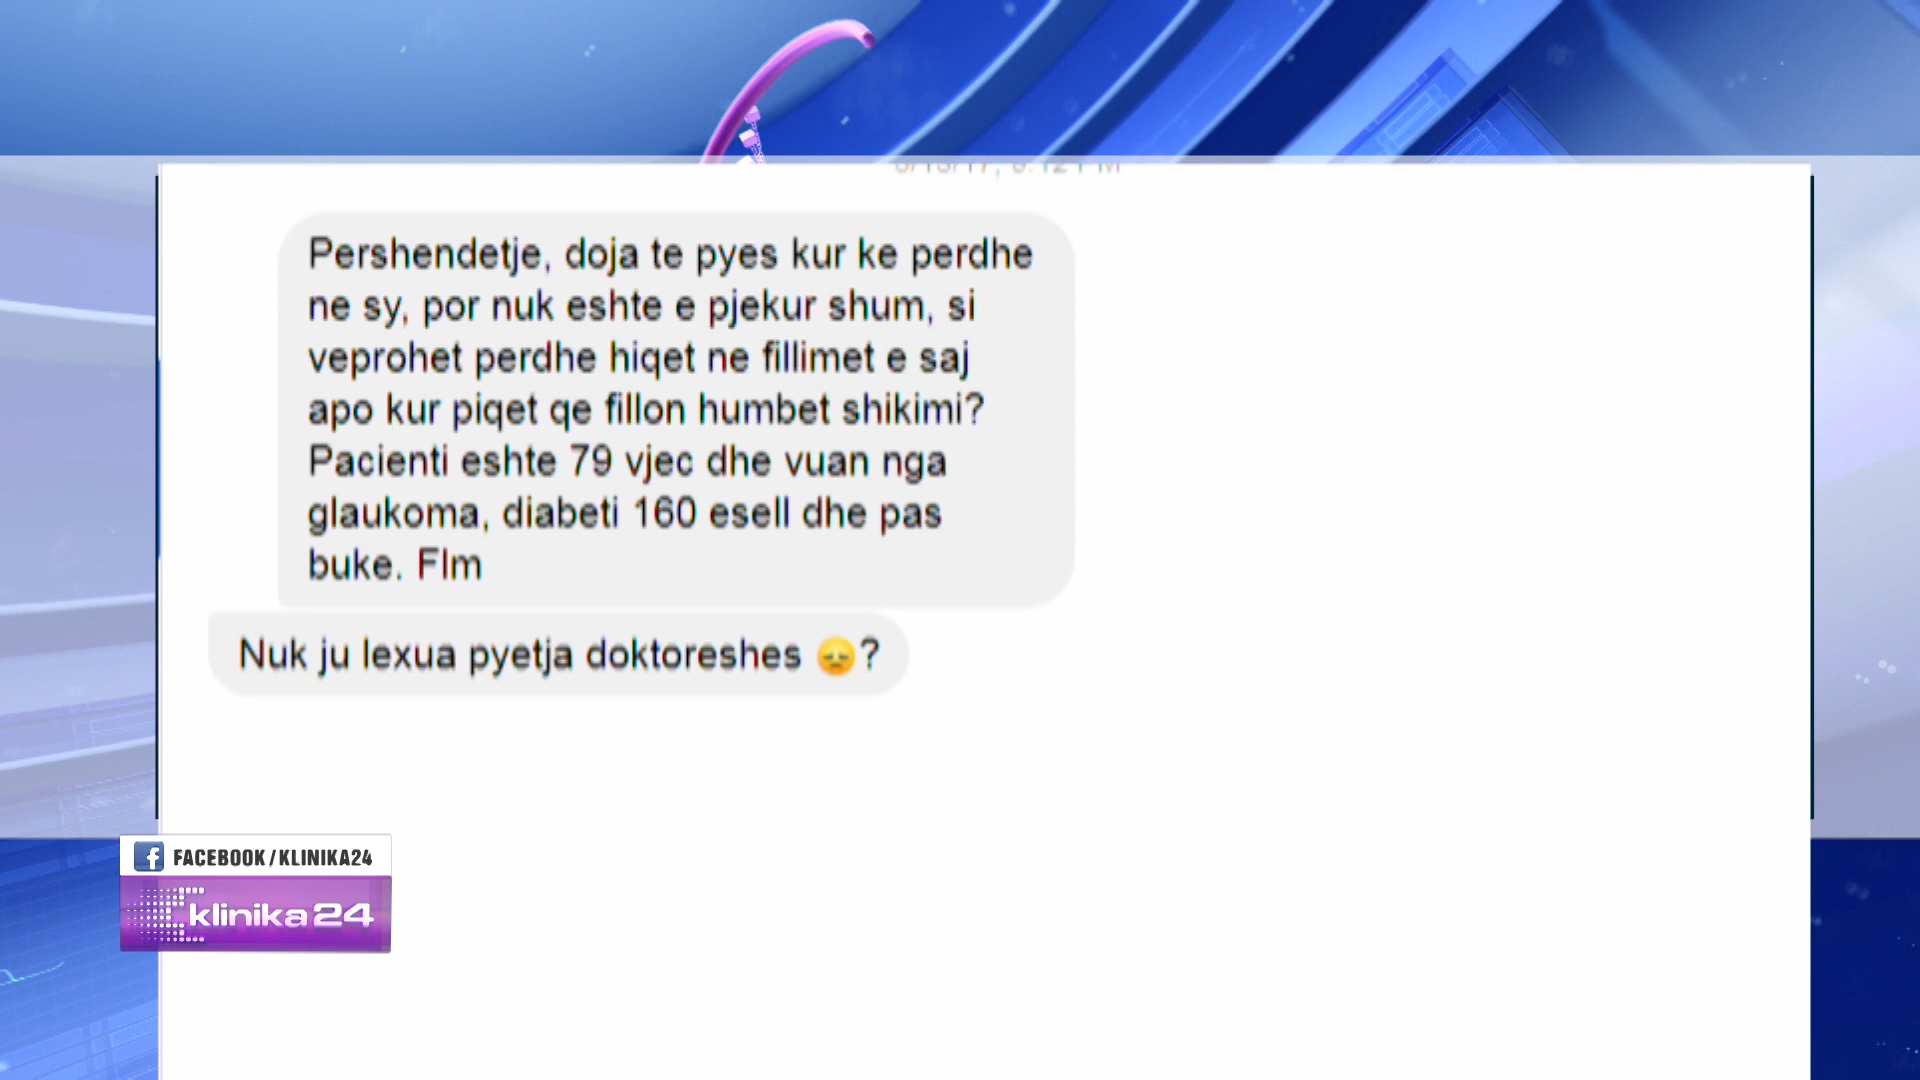 Pershendetje, doja te pyes kur ke perdhe
ne sy, por nuk eshte e pjekur shum, si
veprohet perdhe hiqet ne fillimet e saj
apo kur piqet qe fillon humbet shikimi?
Pacienti eshte 79 vjec dhe vuan nga
glaukoma, diabeti 160 esell dhe pas
buke. Flm
Nuk ju lexua pyetja doktoreshes 😞?
FACEBOOK/KLINIKA24
klinika 24